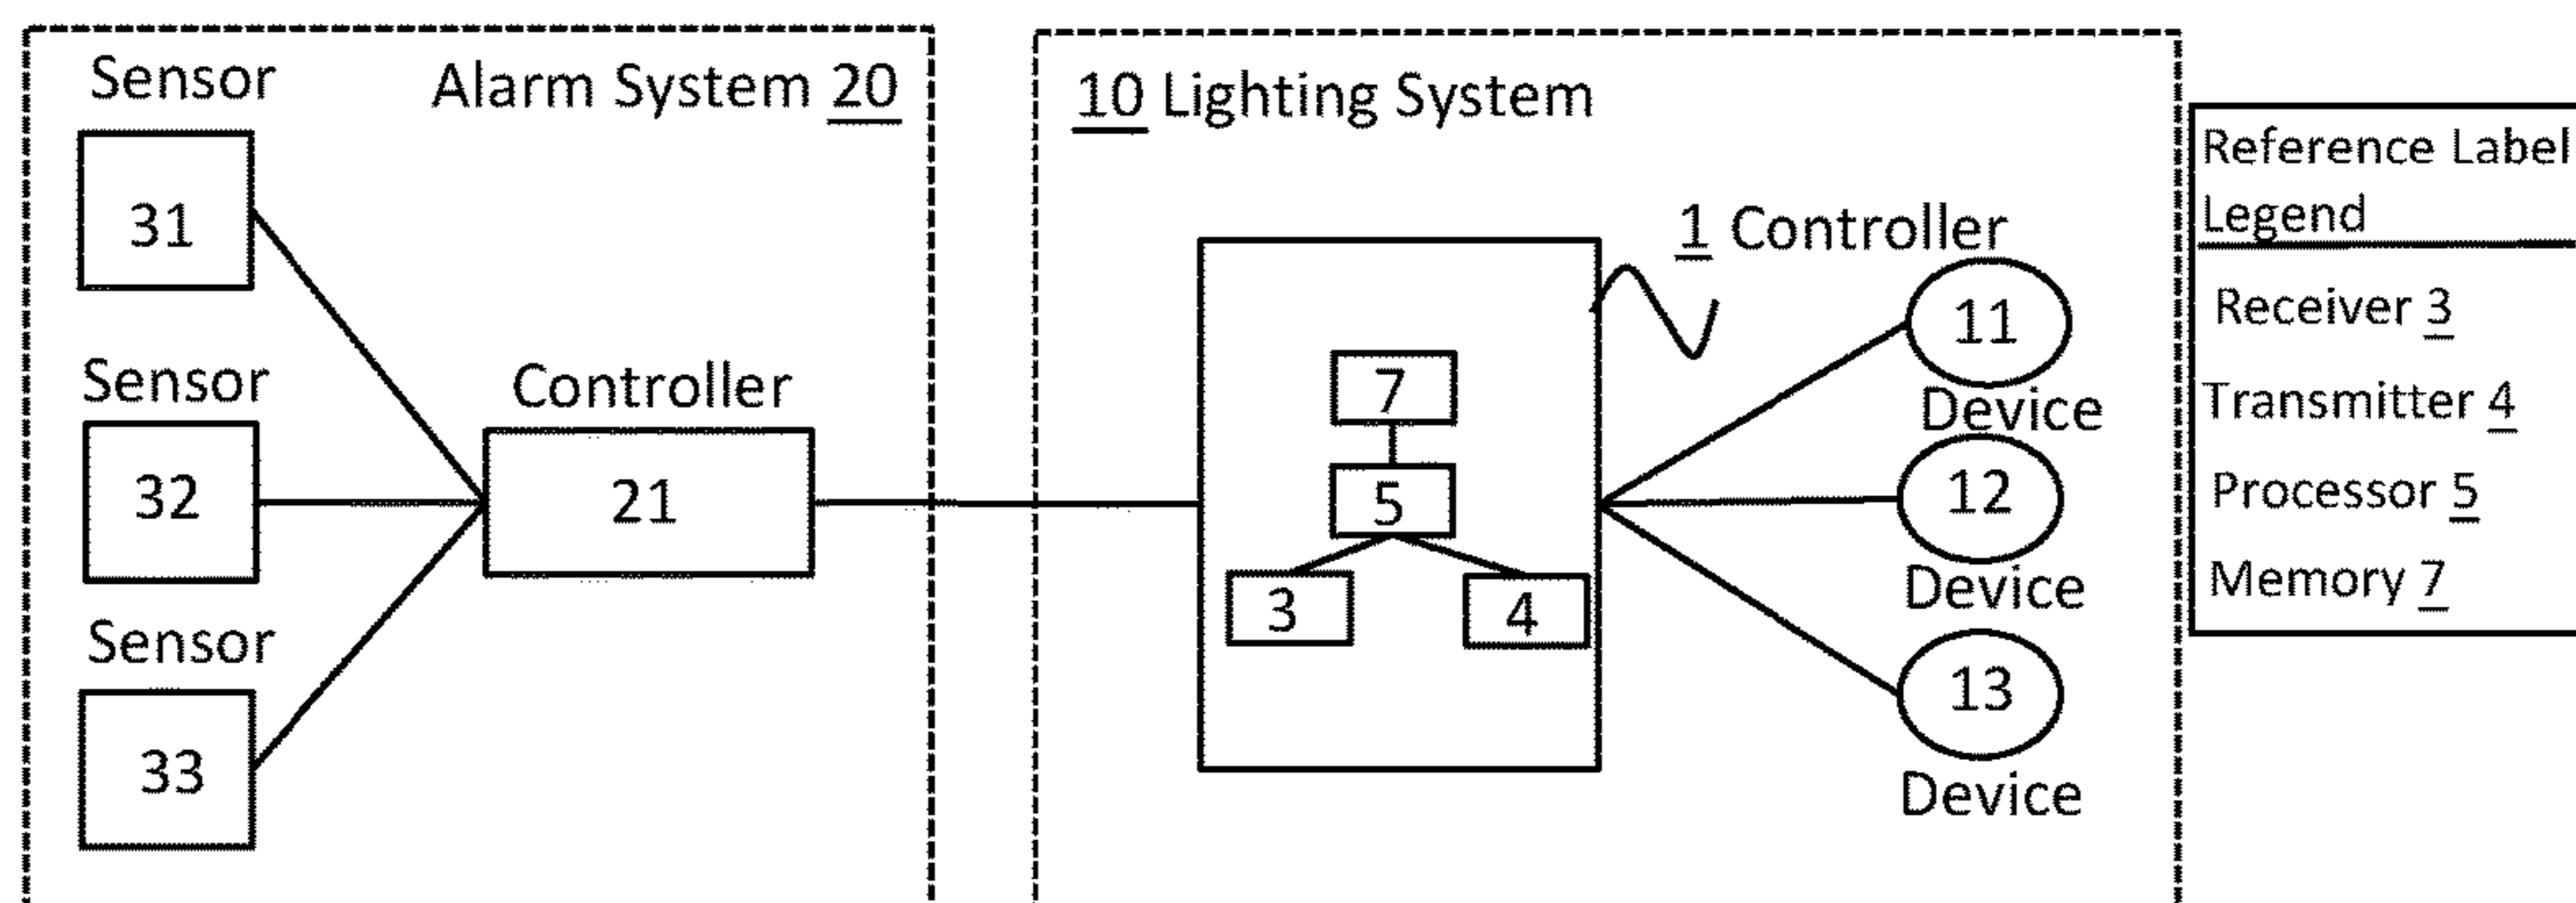 Sensor
Alarm System 20
31
Sensor
32
Controller
21
Sensor
33
10 Lighting System
1 Controller
7
5
3
4
11
Device
12
Device
13
Device
Reference Label
Legend
Receiver 3
Transmitter 4
Processor 5
Memory 7